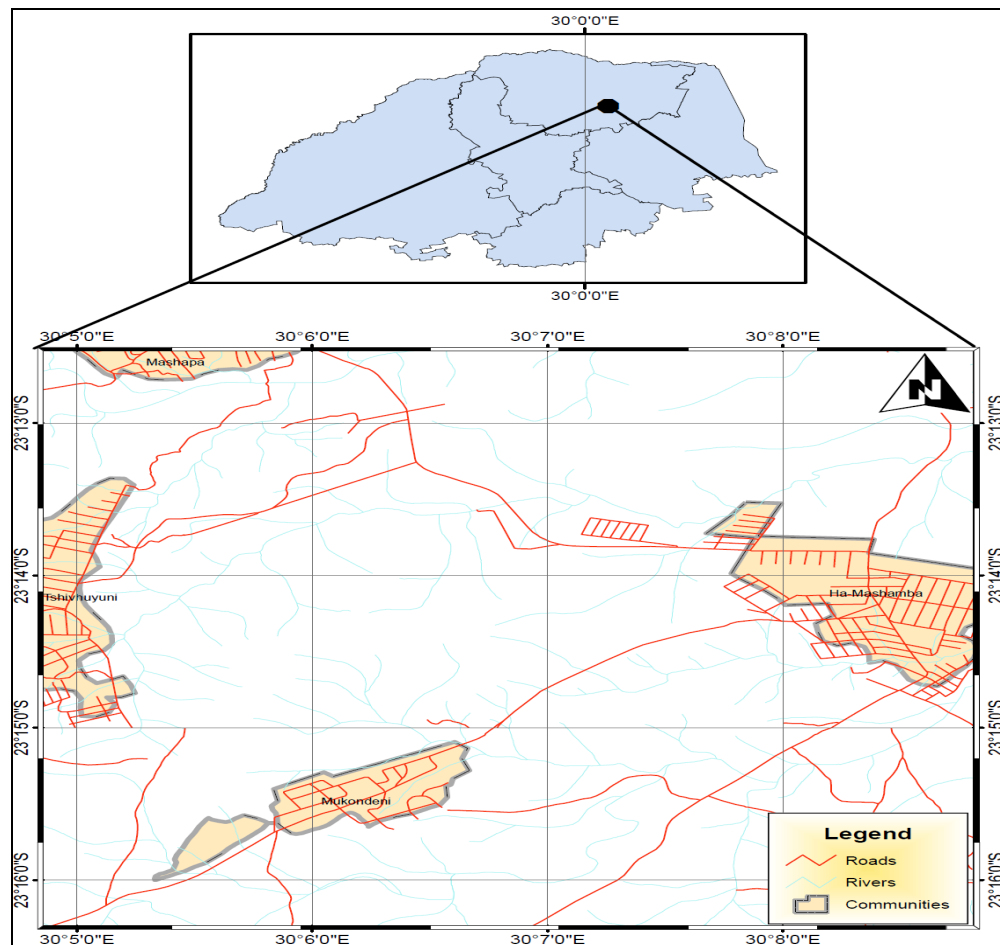 30°0'0"E
30°0'0"E
30°5'0"E
30°6'0"E
30°7'0"E
30°8'0"E
Mashapa
N
23°13'0"S
23°13'0"S
23°14'0"S
23°14'0"S
Tshivhuyuni
Ha-Mashamba
23°15'0"S
23°15'0"S
Mukondeni
23°16'0"S
23°16'0"S
Legend
Roads
Rivers
Communities
30°5'0"E
30°6'0"E
30°7'0"E
30°8'0"E